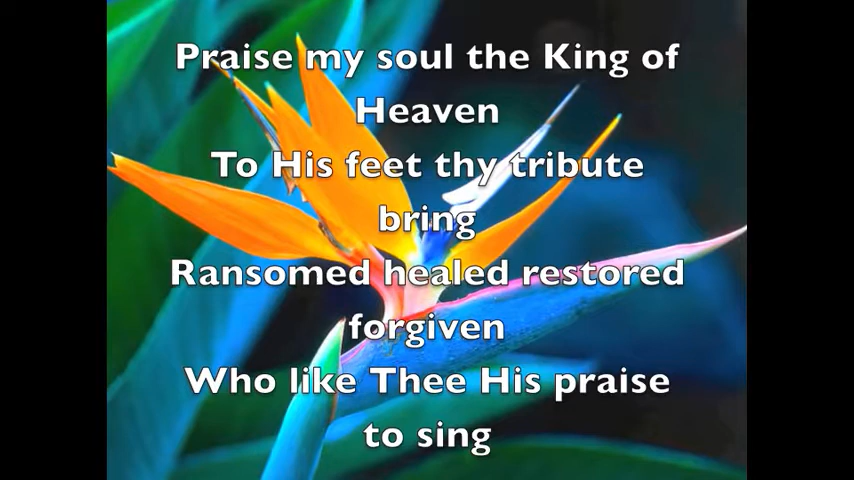 Praise my soul the King of
Heaven
To His feet thy tribute
bring
Ransomed healed restored
forgiven
Who like Thee His praise
to sing